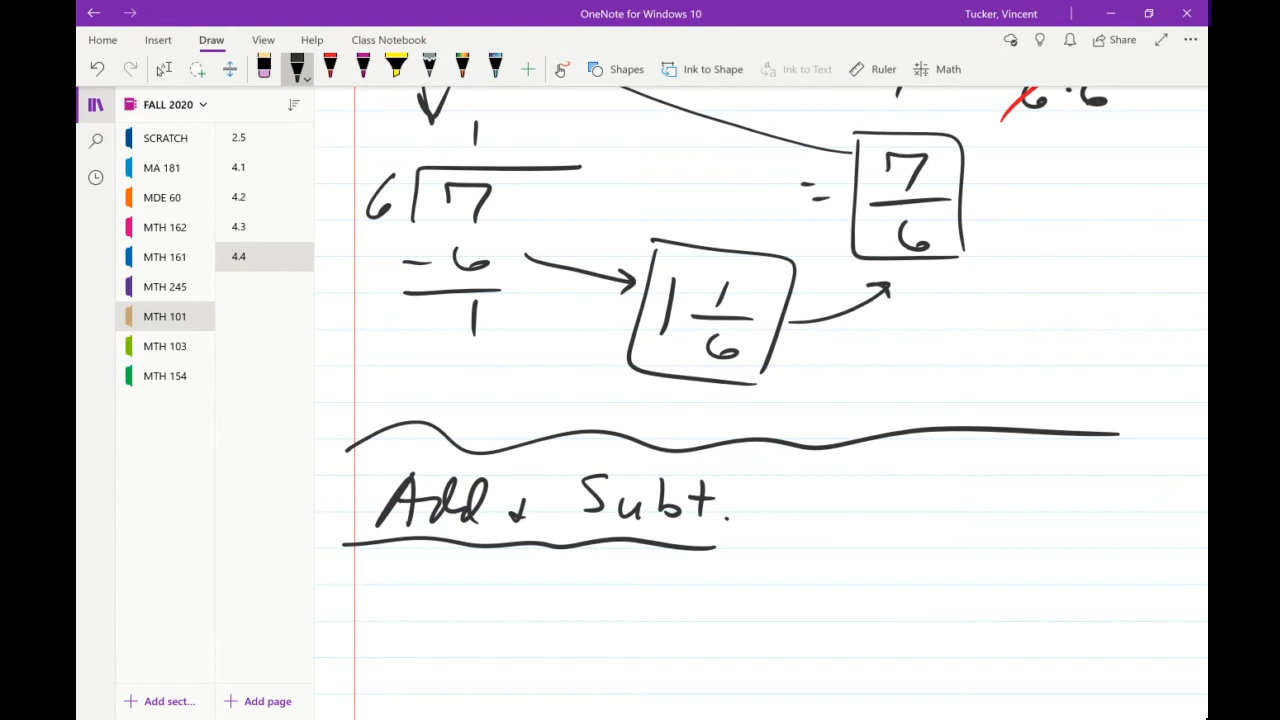 OneNote for Windows 10
Tucker, Vincent
Home Insert Draw View Help Class Notebook
Share
Shapes Ink to Shape Ink to Text Ruler Math
FALL 2020
SCRATCH
MA 181
MDE 60
MTH 162
MTH 161
MTH 245
MTH 101
MTH 103
MTH 154
2.5
4.1
4.2
4.3
4.4
Add sect...
Add page
6 · 6
1
6 7
- 6
1
1 1/6
= 7/6
Add + Subt.